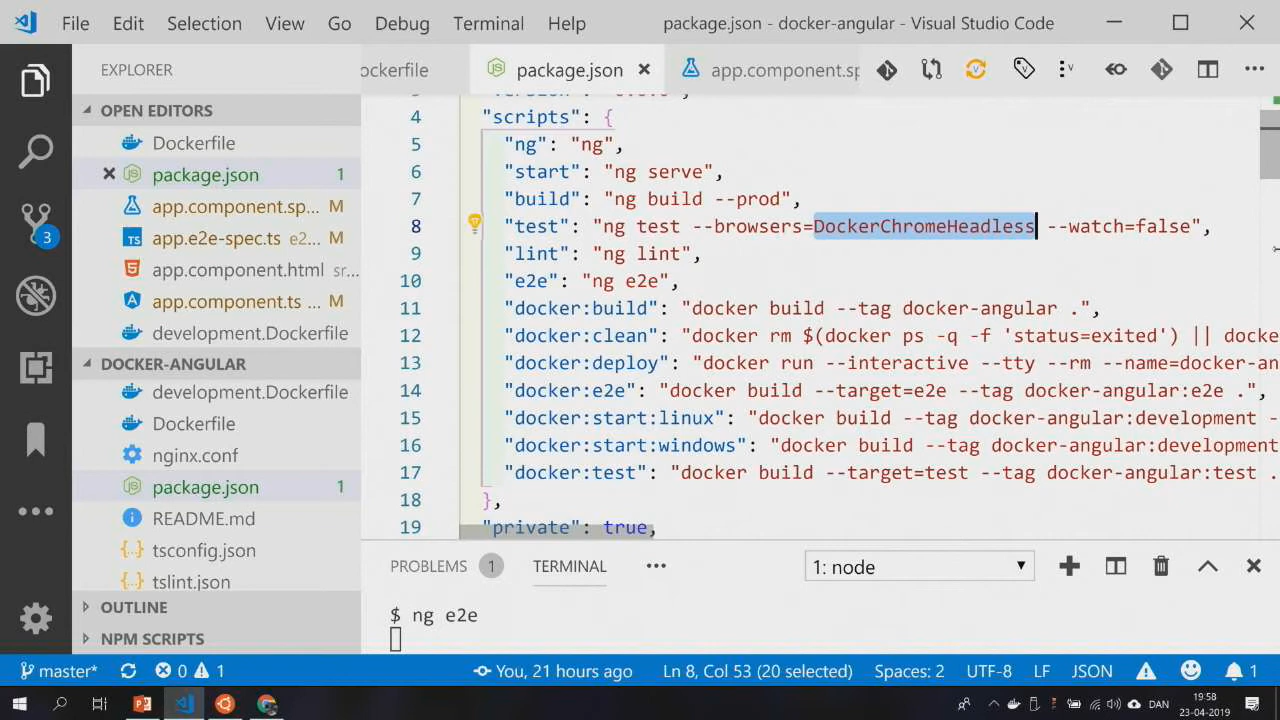 File Edit Selection View Go Debug Terminal Help package.json - docker-angular - Visual Studio Code
EXPLORER
ockerfile package.json app.component.sp
OPEN EDITORS
Dockerfile
package.json 1
app.component.sp... M
app.e2e-spec.ts e2... M
app.component.html sr...
app.component.ts M
development.Dockerfile
DOCKER-ANGULAR
development.Dockerfile
Dockerfile
nginx.conf
package.json 1
README.md
tsconfig.json
tslint.json
OUTLINE
NPM SCRIPTS
3
4 "scripts": {
5 "ng": "ng",
6 "start": "ng serve",
7 "build": "ng build --prod",
8 "test": "ng test --browsers=DockerChromeHeadless --watch=false",
9 "lint": "ng lint",
10 "e2e": "ng e2e",
11 "docker:build": "docker build --tag docker-angular .",
12 "docker:clean": "docker rm $(docker ps -q -f 'status=exited') || docke
13 "docker:deploy": "docker run --interactive --tty --rm --name=docker-an
14 "docker:e2e": "docker build --target=e2e --tag docker-angular:e2e .",
15 "docker:start:linux": "docker build --tag docker-angular:development -
16 "docker:start:windows": "docker build --tag docker-angular:development
17 "docker:test": "docker build --target=test --tag docker-angular:test .
18 },
19 "private": true,
PROBLEMS 1 TERMINAL ... 1: node
$ ng e2e
master* 0 1 You, 21 hours ago Ln 8, Col 53 (20 selected) Spaces: 2 UTF-8 LF JSON 1
DAN 19:58
23-04-2019